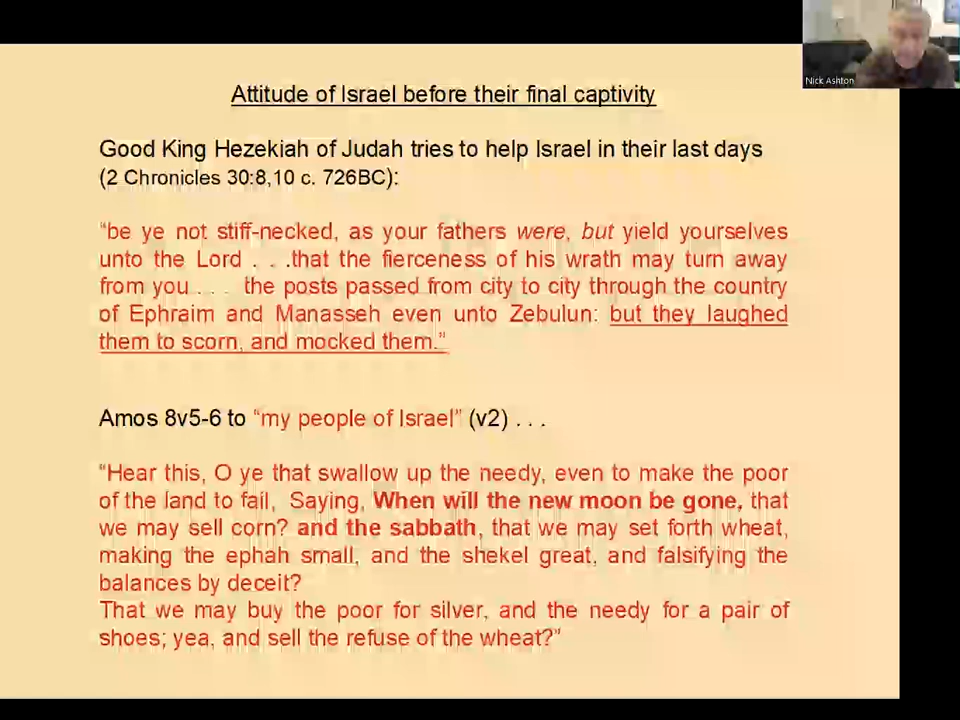 Nick Ashton
Attitude of Israel before their final captivity
Good King Hezekiah of Judah tries to help Israel in their last days
(2 Chronicles 30:8,10 c. 726BC):
“be ye not stiff-necked, as your fathers were, but yield yourselves
unto the Lord . . .that the fierceness of his wrath may turn away
from you . . . the posts passed from city to city through the country
of Ephraim and Manasseh even unto Zebulun: but they laughed
them to scorn, and mocked them.”
Amos 8v5-6 to “my people of Israel” (v2) . . .
“Hear this, O ye that swallow up the needy, even to make the poor
of the land to fail, Saying, When will the new moon be gone, that
we may sell corn? and the sabbath, that we may set forth wheat,
making the ephah small, and the shekel great, and falsifying the
balances by deceit?
That we may buy the poor for silver, and the needy for a pair of
shoes; yea, and sell the refuse of the wheat?”